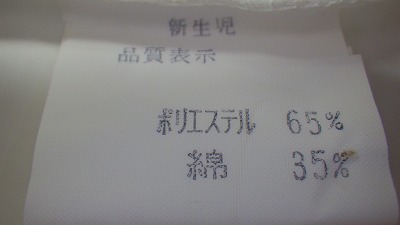 新生児
品質表示
ポリエステル 65%
綿 35%